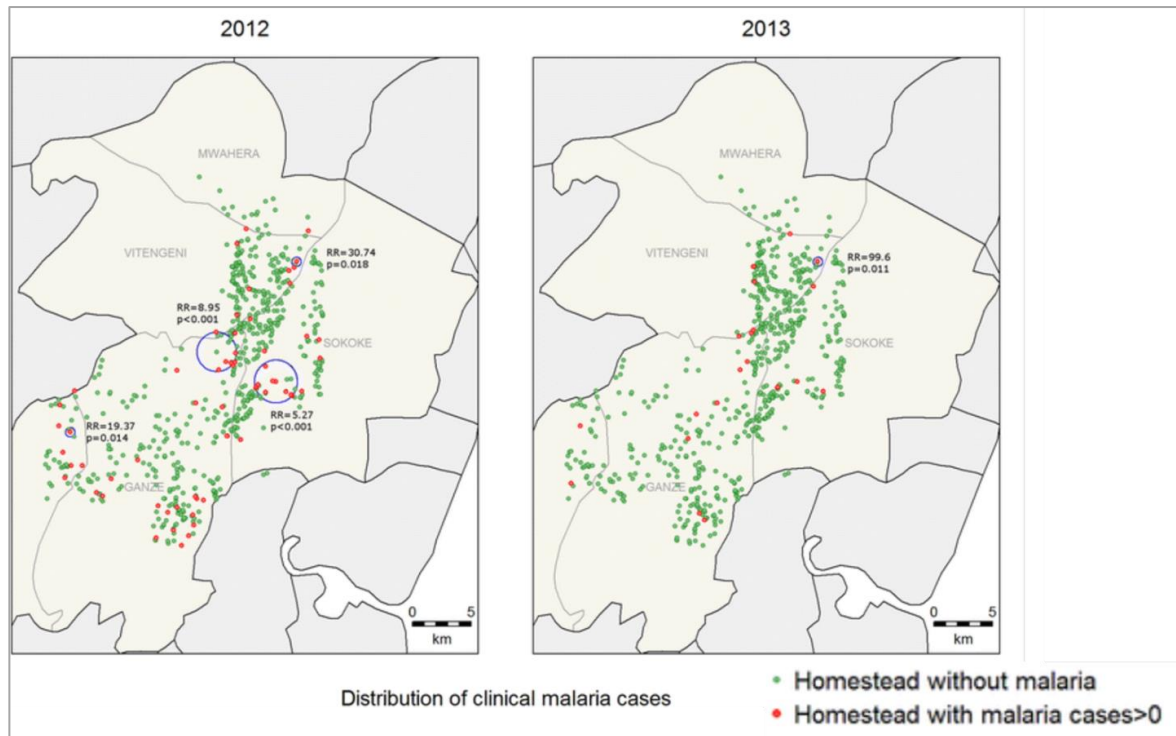 2012
2013
MWAHERA
VITENGENI
RR=30.74
p=0.018
RR=8.95
p<0.001
SOKOKE
RR=5.27
p<0.001
RR=19.37
p=0.014
GANZE
0 5
km
MWAHERA
VITENGENI
RR=99.6
p=0.011
SOKOKE
GANZE
0 5
km
Distribution of clinical malaria cases
Homestead without malaria
Homestead with malaria cases>0